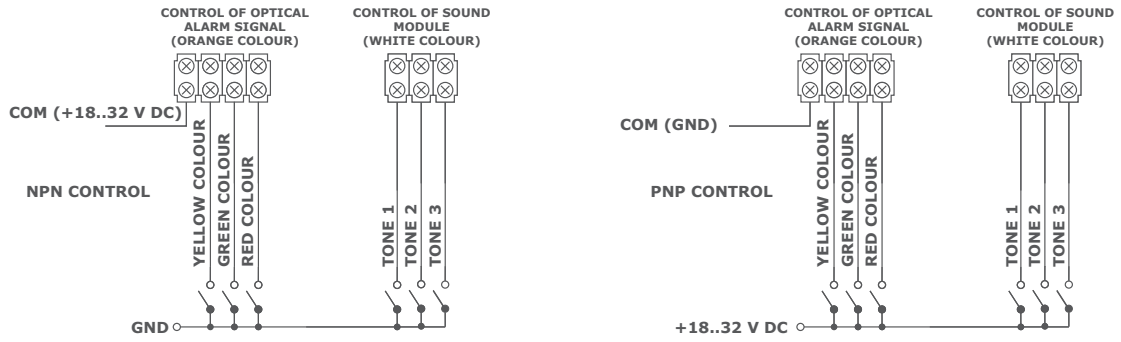 CONTROL OF OPTICAL
ALARM SIGNAL
(ORANGE COLOUR)
CONTROL OF SOUND
MODULE
(WHITE COLOUR)
COM (+18..32 V DC)
NPN CONTROL
YELLOW COLOUR
GREEN COLOUR
RED COLOUR
TONE 1
TONE 2
TONE 3
GND
CONTROL OF OPTICAL
ALARM SIGNAL
(ORANGE COLOUR)
CONTROL OF SOUND
MODULE
(WHITE COLOUR)
COM (GND)
PNP CONTROL
YELLOW COLOUR
GREEN COLOUR
RED COLOUR
TONE 1
TONE 2
TONE 3
+18..32 V DC